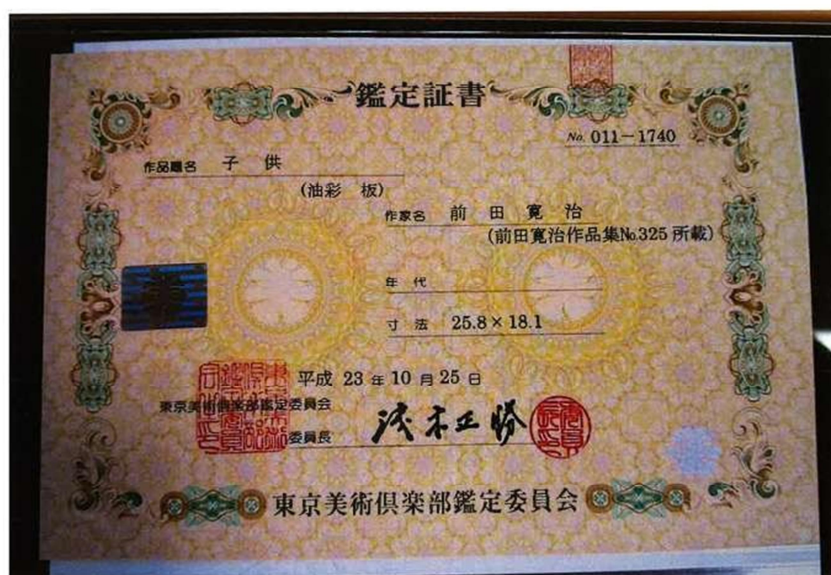 鑑定証書
No. 011−1740
作品題名 子供
(油彩 板)
作家名 前田寛治
(前田寛治作品集No.325 所載)
年代
寸法 25.8×18.1
平成 23 年 10 月 25 日
東京美術倶楽部鑑定委員会
委員長
東京美術倶楽部鑑定委員会